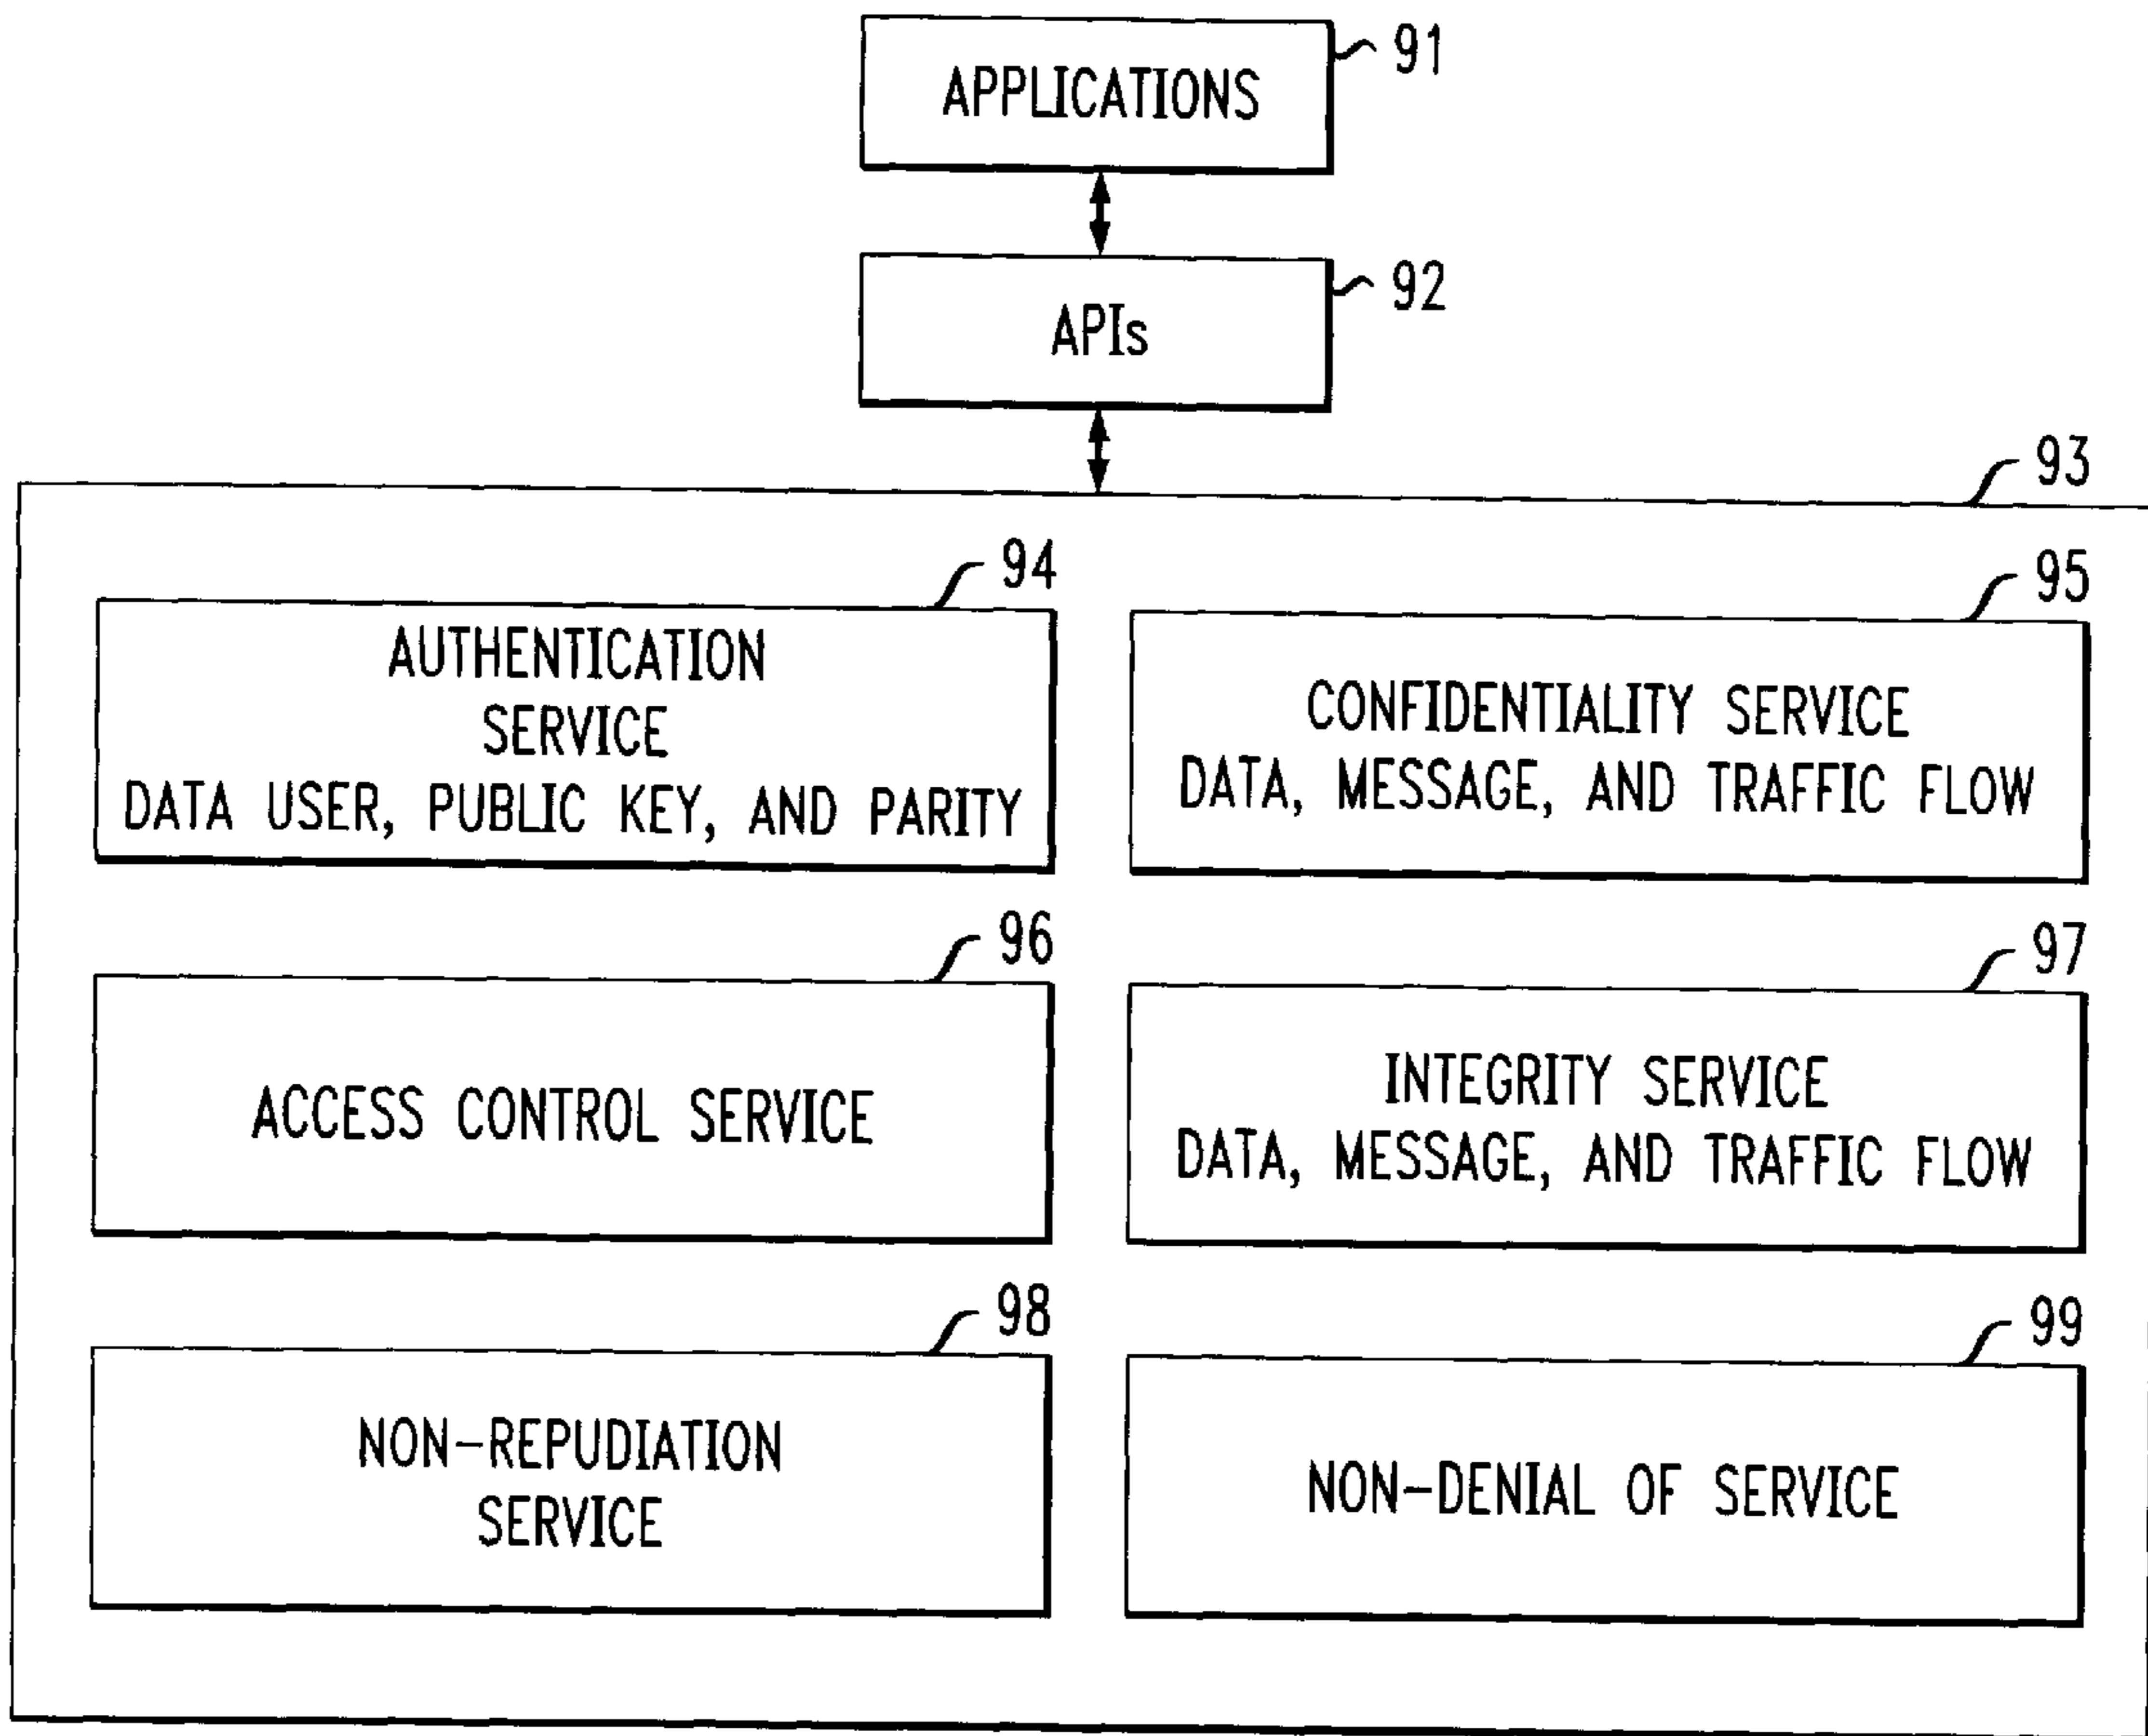 APPLICATIONS
91
APIs
92
93
94
AUTHENTICATION
SERVICE
DATA USER, PUBLIC KEY, AND PARITY
95
CONFIDENTIALITY SERVICE
DATA, MESSAGE, AND TRAFFIC FLOW
96
ACCESS CONTROL SERVICE
97
INTEGRITY SERVICE
DATA, MESSAGE, AND TRAFFIC FLOW
98
NON-REPUDIATION
SERVICE
99
NON-DENIAL OF SERVICE